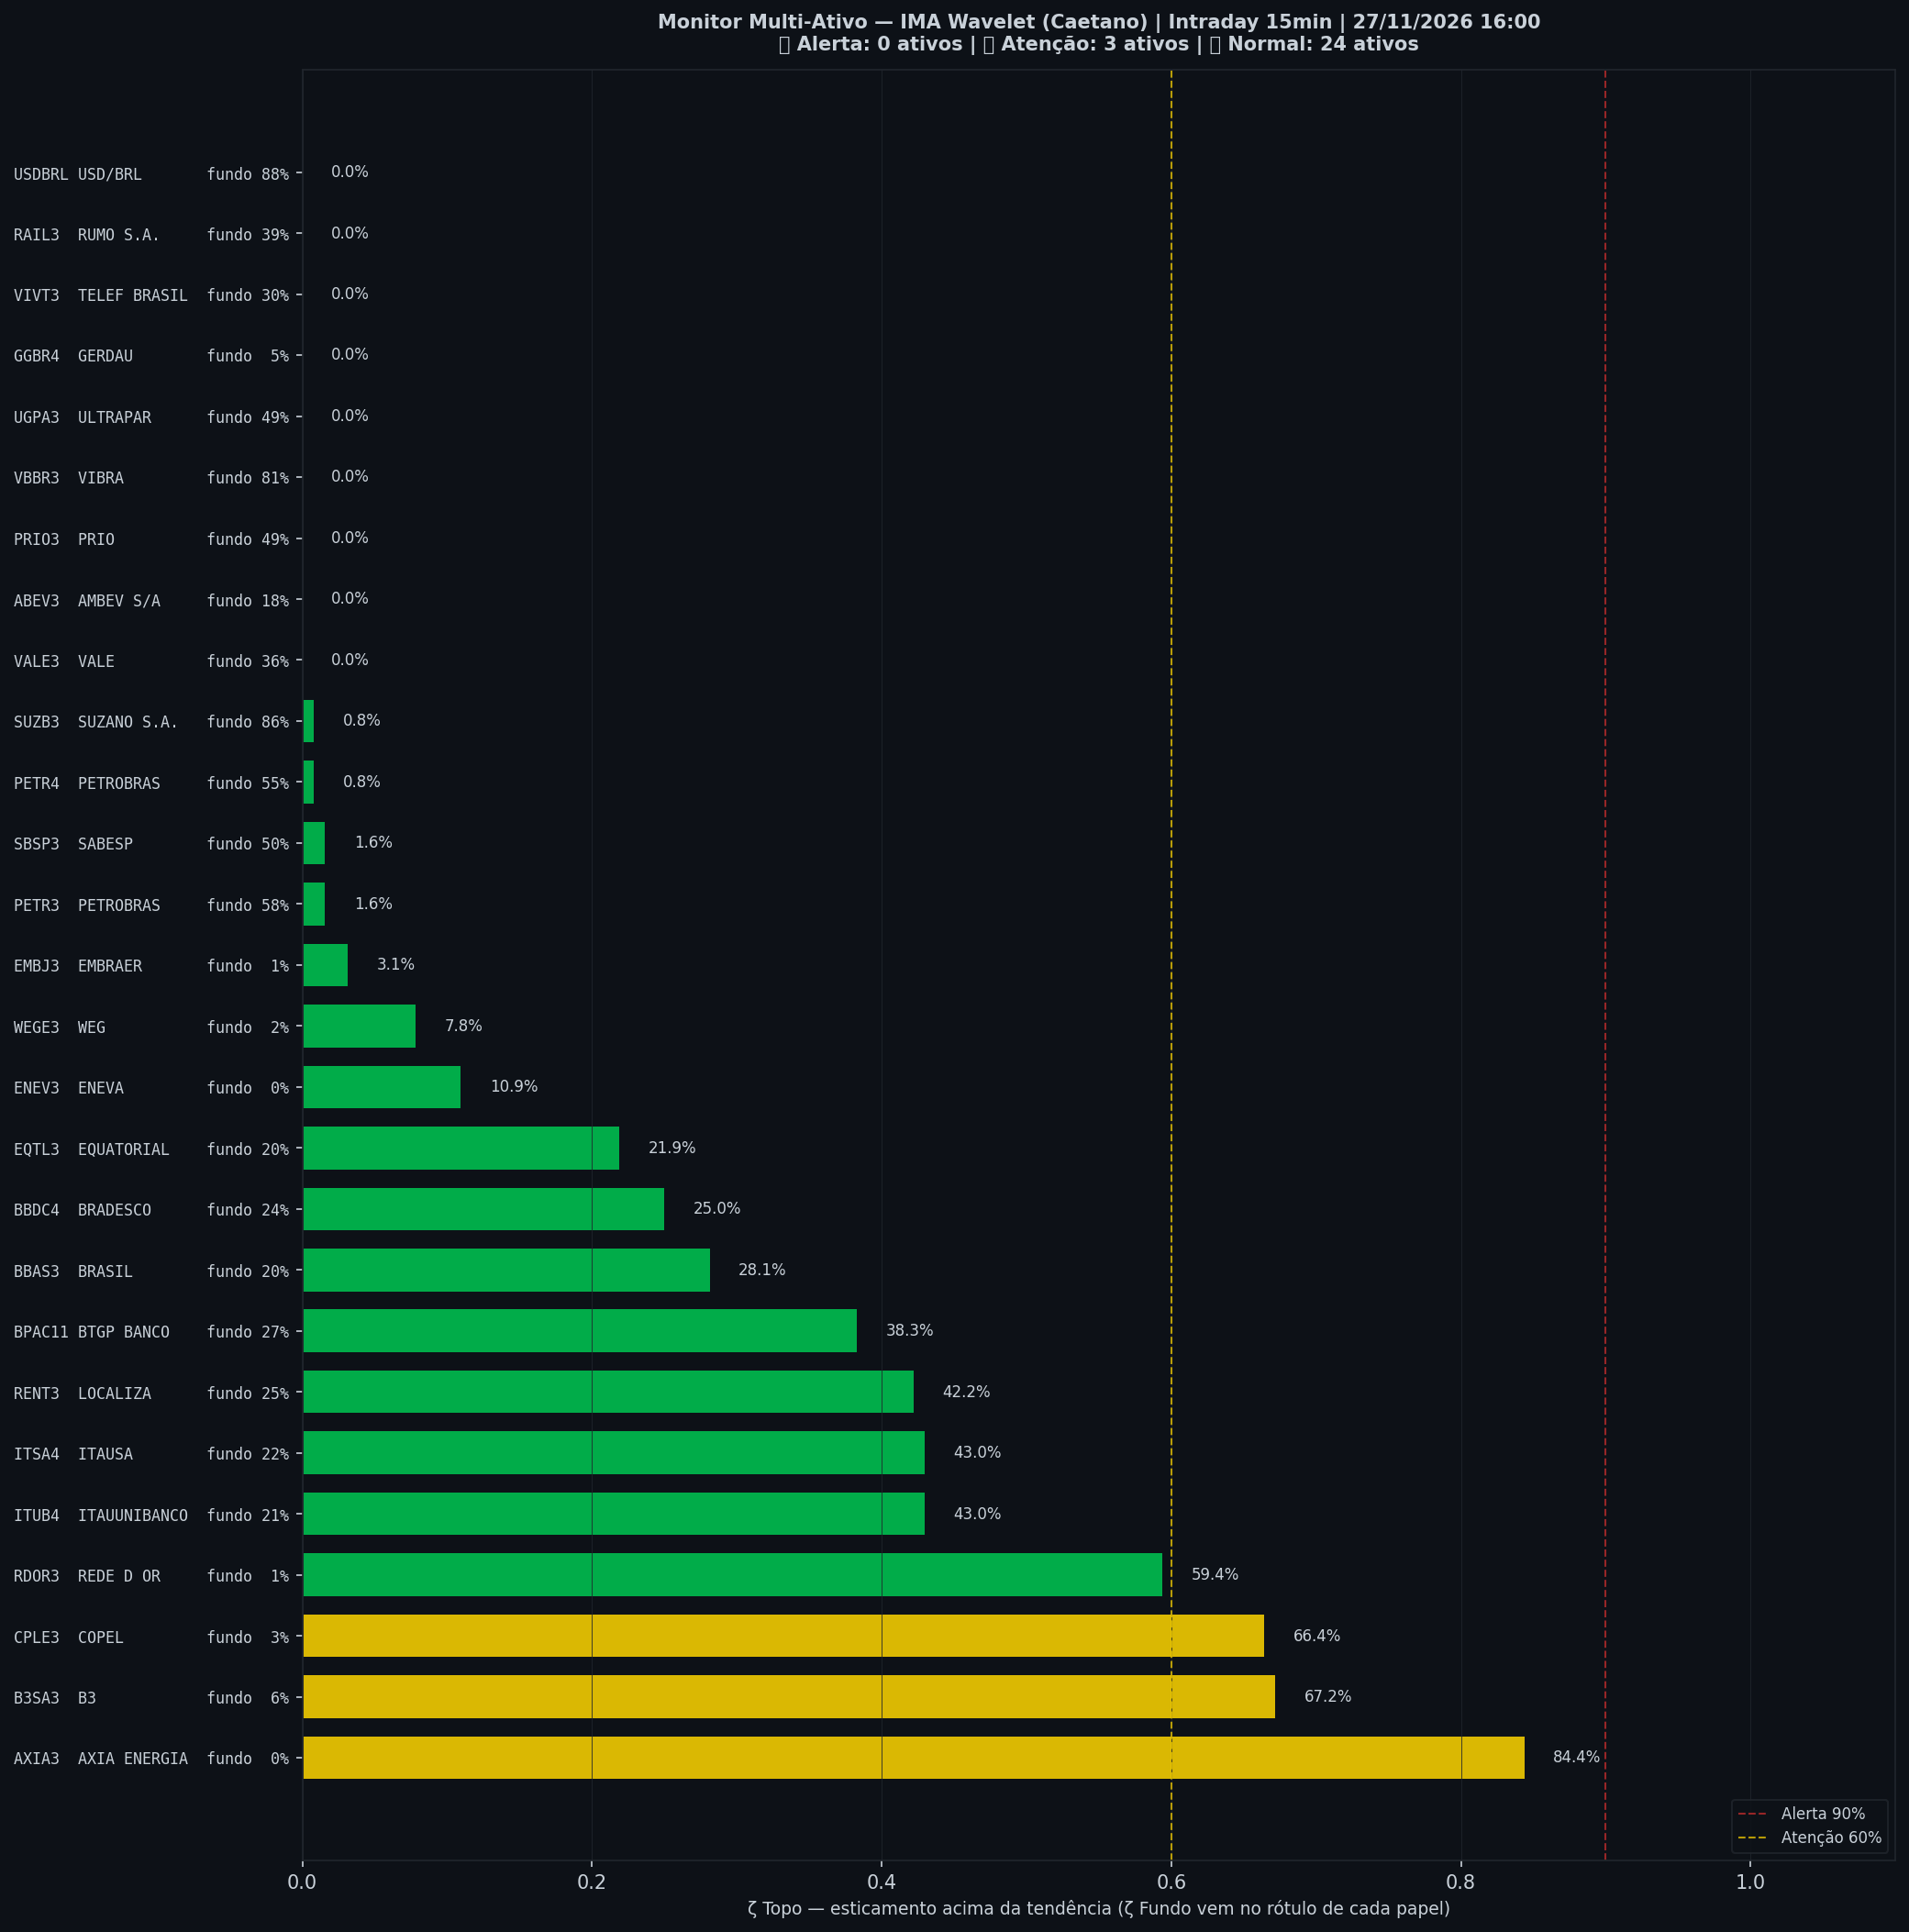 Monitor Multi-Ativo — IMA Wavelet (Caetano) | Intraday 15min | 27/11/2026 16:00
▯ Alerta: 0 ativos | ▯ Atenção: 3 ativos | ▯ Normal: 24 ativos
USDBRL USD/BRL fundo 88% 0.0%
RAIL3 RUMO S.A. fundo 39% 0.0%
VIVT3 TELEF BRASIL fundo 30% 0.0%
GGBR4 GERDAU fundo 5% 0.0%
UGPA3 ULTRAPAR fundo 49% 0.0%
VBBR3 VIBRA fundo 81% 0.0%
PRIO3 PRIO fundo 49% 0.0%
ABEV3 AMBEV S/A fundo 18% 0.0%
VALE3 VALE fundo 36% 0.0%
SUZB3 SUZANO S.A. fundo 86% 0.8%
PETR4 PETROBRAS fundo 55% 0.8%
SBSP3 SABESP fundo 50% 1.6%
PETR3 PETROBRAS fundo 58% 1.6%
EMBJ3 EMBRAER fundo 1% 3.1%
WEGE3 WEG fundo 2% 7.8%
ENEV3 ENEVA fundo 0% 10.9%
EQTL3 EQUATORIAL fundo 20% 21.9%
BBDC4 BRADESCO fundo 24% 25.0%
BBAS3 BRASIL fundo 20% 28.1%
BPAC11 BTGP BANCO fundo 27% 38.3%
RENT3 LOCALIZA fundo 25% 42.2%
ITSA4 ITAUSA fundo 22% 43.0%
ITUB4 ITAUUNIBANCO fundo 21% 43.0%
RDOR3 REDE D OR fundo 1% 59.4%
CPLE3 COPEL fundo 3% 66.4%
B3SA3 B3 fundo 6% 67.2%
AXIA3 AXIA ENERGIA fundo 0% 84.4%
Alerta 90%
Atenção 60%
0.0 0.2 0.4 0.6 0.8 1.0
ζ Topo — esticamento acima da tendência (ζ Fundo vem no rótulo de cada papel)